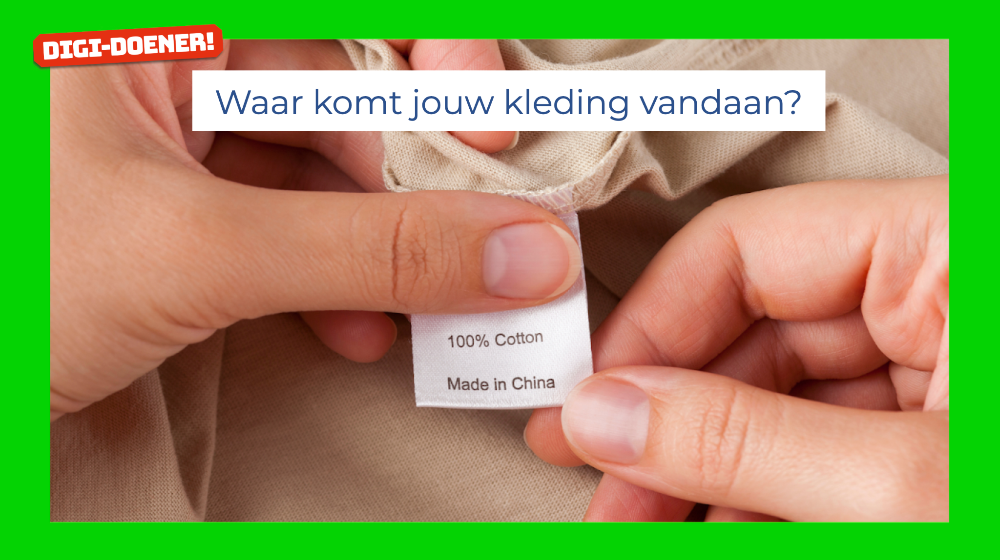 DIGI-DOENER!
Waar komt jouw kleding vandaan?
100% Cotton
Made in China